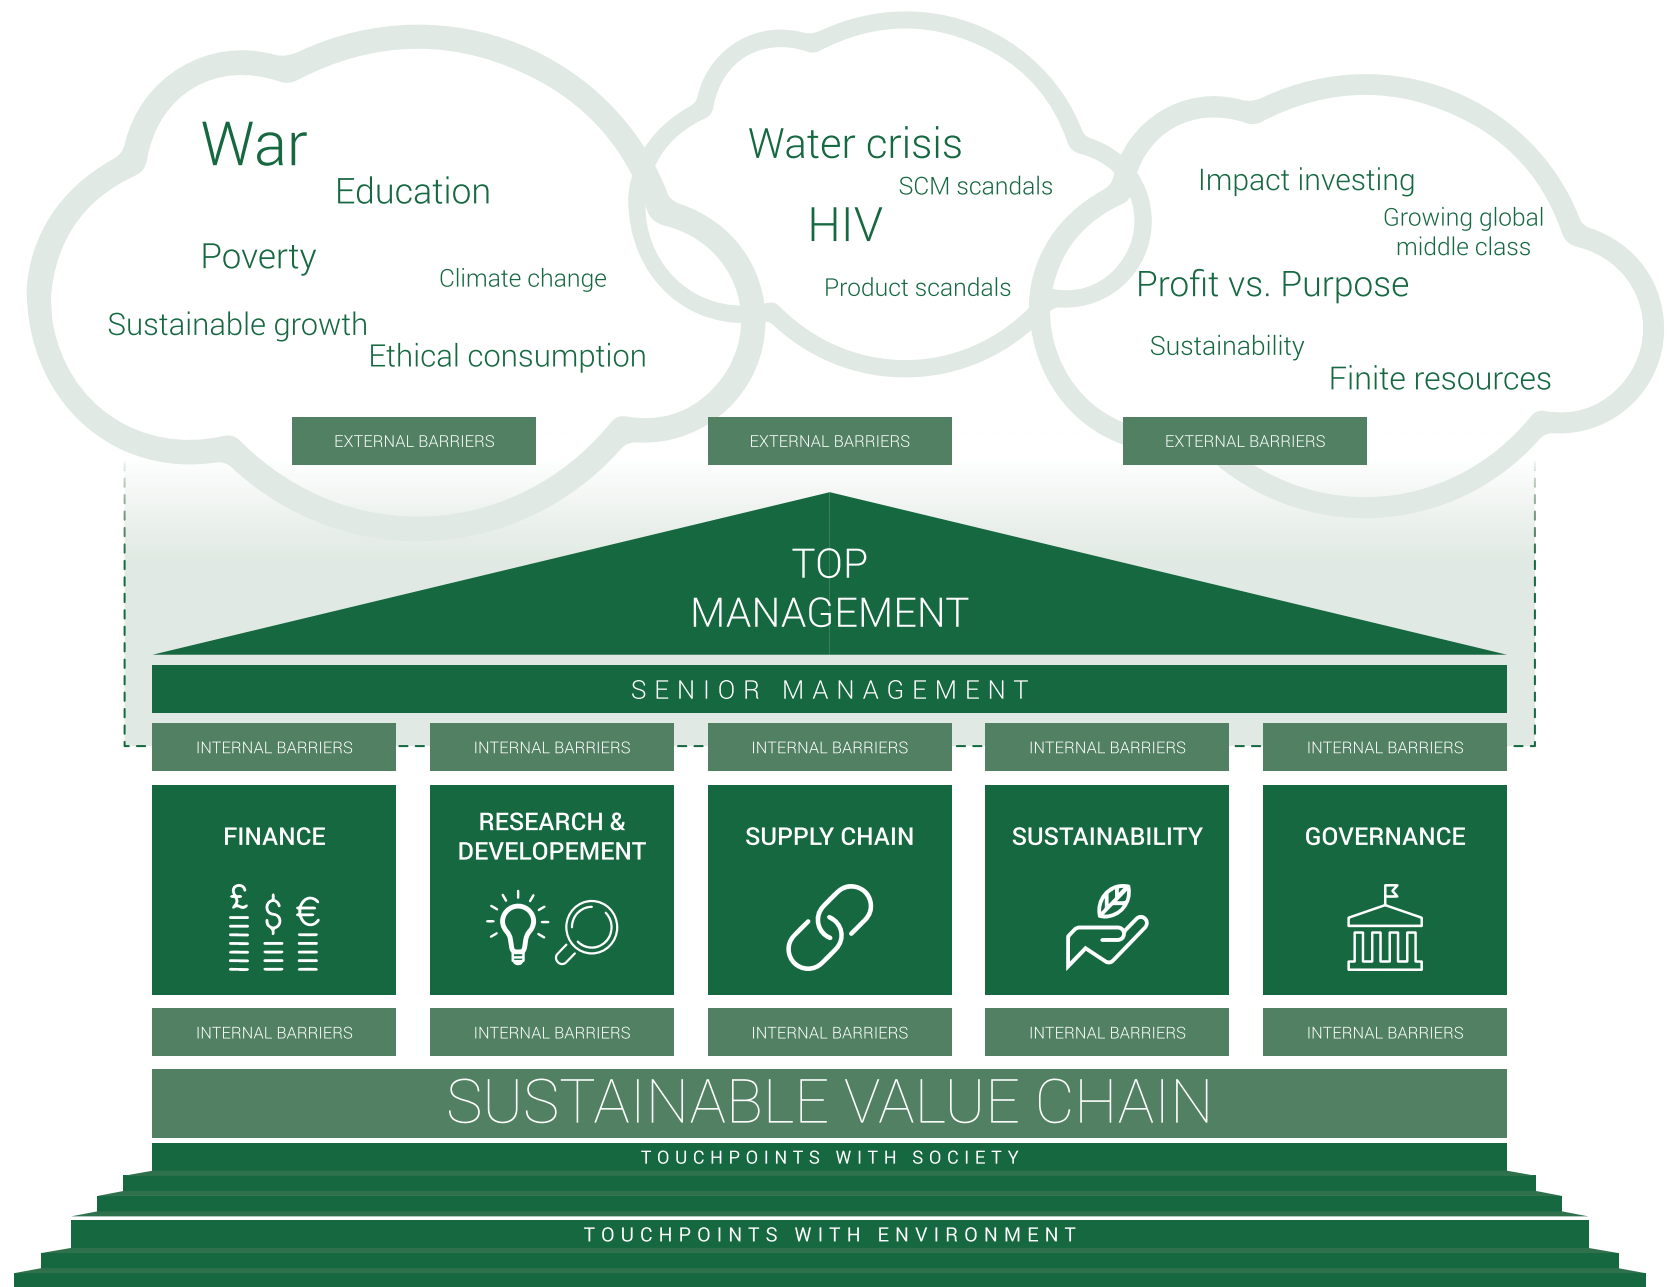 War
Education
Poverty
Climate change
Sustainable growth
Ethical consumption
Water crisis
SCM scandals
HIV
Product scandals
Impact investing
Growing global
middle class
Profit vs. Purpose
Sustainability
Finite resources
EXTERNAL BARRIERS
EXTERNAL BARRIERS
EXTERNAL BARRIERS
TOP
MANAGEMENT
SENIOR MANAGEMENT
INTERNAL BARRIERS
INTERNAL BARRIERS
INTERNAL BARRIERS
INTERNAL BARRIERS
INTERNAL BARRIERS
FINANCE
£ $ €
RESEARCH &
DEVELOPEMENT
SUPPLY CHAIN
SUSTAINABILITY
GOVERNANCE
INTERNAL BARRIERS
INTERNAL BARRIERS
INTERNAL BARRIERS
INTERNAL BARRIERS
INTERNAL BARRIERS
SUSTAINABLE VALUE CHAIN
TOUCHPOINTS WITH SOCIETY
TOUCHPOINTS WITH ENVIRONMENT